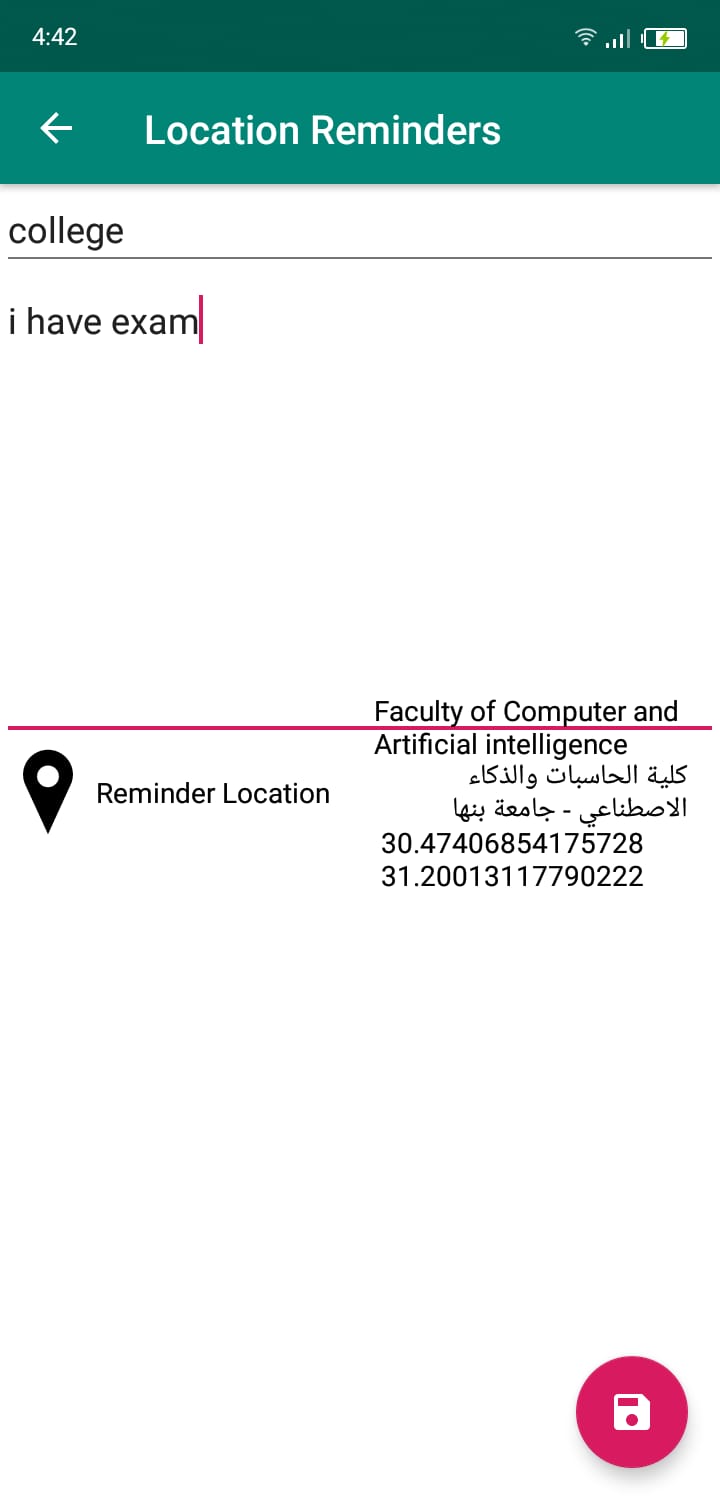 4:42
Location Reminders
college
i have exam
Reminder Location
Faculty of Computer and
Artificial intelligence
كلية الحاسبات والذكاء
الاصطناعي - جامعة بنها
30.47406854175728
31.20013117790222